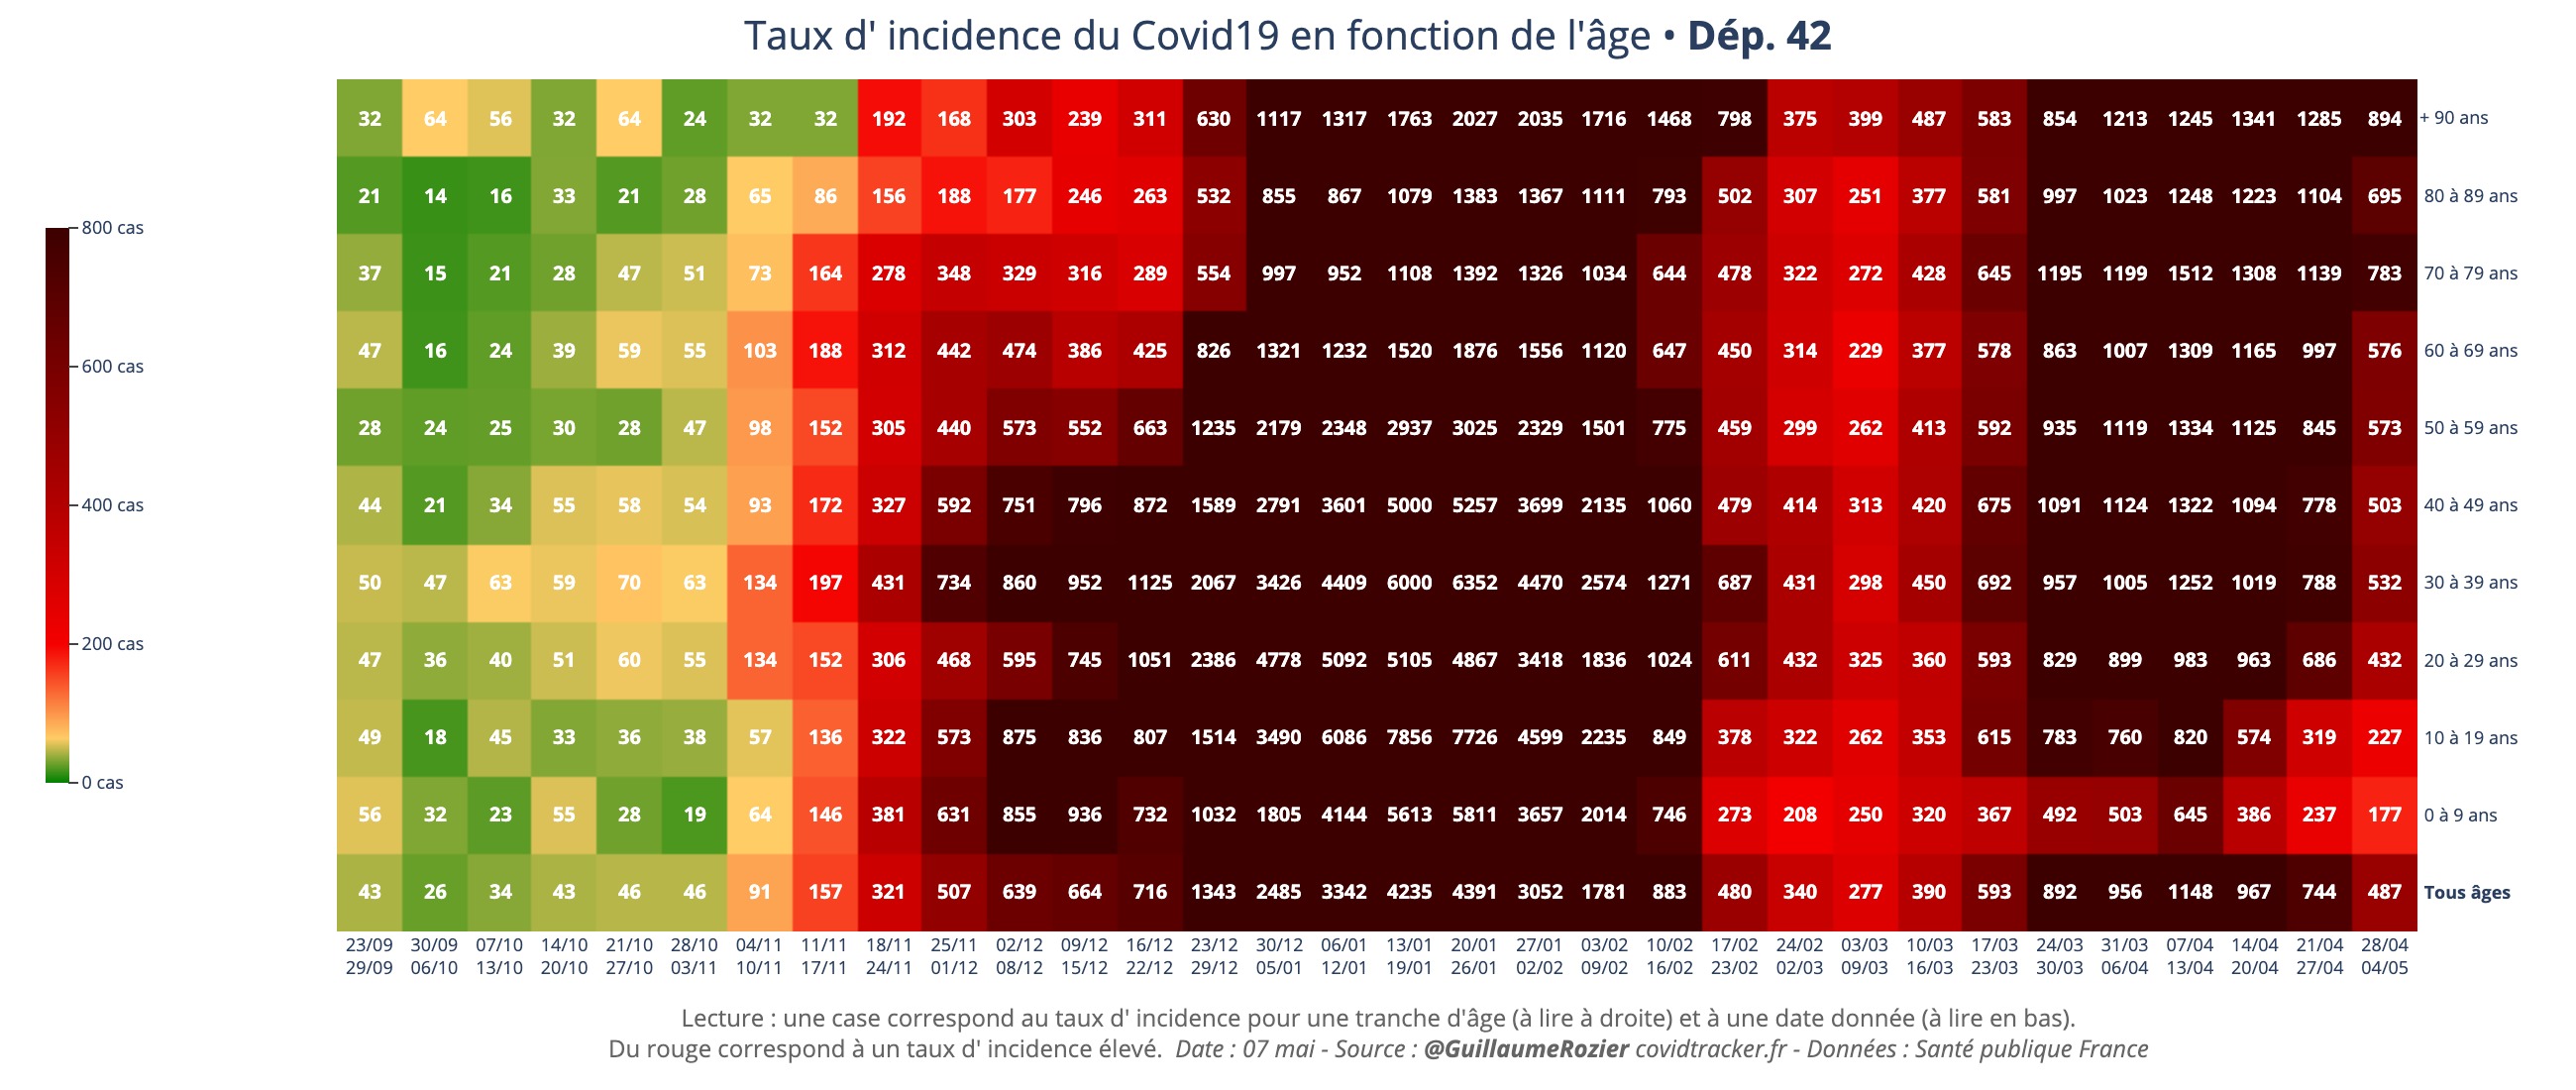 Taux d' incidence du Covid19 en fonction de l'âge • Dép. 42
32 64 56 32 64 24 32 32 192 168 303 239 311 630 1117 1317 1763 2027 2035 1716 1468 798 375 399 487 583 854 1213 1245 1341 1285 894 + 90 ans
21 14 16 33 21 28 65 86 156 188 177 246 263 532 855 867 1079 1383 1367 1111 793 502 307 251 377 581 997 1023 1248 1223 1104 695 80 à 89 ans
800 cas
37 15 21 28 47 51 73 164 278 348 329 316 289 554 997 952 1108 1392 1326 1034 644 478 322 272 428 645 1195 1199 1512 1308 1139 783 70 à 79 ans
47 16 24 39 59 55 103 188 312 442 474 386 425 826 1321 1232 1520 1876 1556 1120 647 450 314 229 377 578 863 1007 1309 1165 997 576 60 à 69 ans
600 cas
28 24 25 30 28 47 98 152 305 440 573 552 663 1235 2179 2348 2937 3025 2329 1501 775 459 299 262 413 592 935 1119 1334 1125 845 573 50 à 59 ans
400 cas
44 21 34 55 58 54 93 172 327 592 751 796 872 1589 2791 3601 5000 5257 3699 2135 1060 479 414 313 420 675 1091 1124 1322 1094 778 503 40 à 49 ans
50 47 63 59 70 63 134 197 431 734 860 952 1125 2067 3426 4409 6000 6352 4470 2574 1271 687 431 298 450 692 957 1005 1252 1019 788 532 30 à 39 ans
200 cas
47 36 40 51 60 55 134 152 306 468 595 745 1051 2386 4778 5092 5105 4867 3418 1836 1024 611 432 325 360 593 829 899 983 963 686 432 20 à 29 ans
49 18 45 33 36 38 57 136 322 573 875 836 807 1514 3490 6086 7856 7726 4599 2235 849 378 322 262 353 615 783 760 820 574 319 227 10 à 19 ans
0 cas
56 32 23 55 28 19 64 146 381 631 855 936 732 1032 1805 4144 5613 5811 3657 2014 746 273 208 250 320 367 492 503 645 386 237 177 0 à 9 ans
43 26 34 43 46 46 91 157 321 507 639 664 716 1343 2485 3342 4235 4391 3052 1781 883 480 340 277 390 593 892 956 1148 967 744 487 Tous âges
23/09 30/09 07/10 14/10 21/10 28/10 04/11 11/11 18/11 25/11 02/12 09/12 16/12 23/12 30/12 06/01 13/01 20/01 27/01 03/02 10/02 17/02 24/02 03/03 10/03 17/03 24/03 31/03 07/04 14/04 21/04 28/04
29/09 06/10 13/10 20/10 27/10 03/11 10/11 17/11 24/11 01/12 08/12 15/12 22/12 29/12 05/01 12/01 19/01 26/01 02/02 09/02 16/02 23/02 02/03 09/03 16/03 23/03 30/03 06/04 13/04 20/04 27/04 04/05
Lecture : une case correspond au taux d' incidence pour une tranche d'âge (à lire à droite) et à une date donnée (à lire en bas).
Du rouge correspond à un taux d' incidence élevé. Date : 07 mai - Source : @GuillaumeRozier covidtracker.fr - Données : Santé publique France